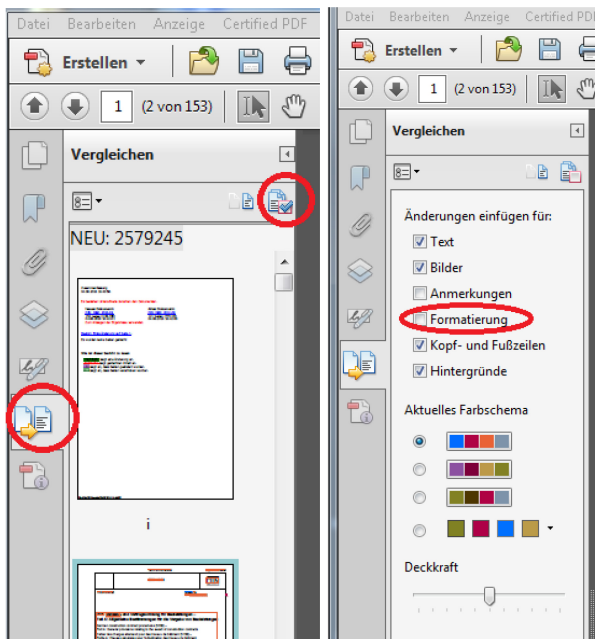 Datei Bearbeiten Anzeige Certified PDF
Erstellen
1 (2 von 153)
Vergleichen
NEU: 2579245
i
Datei Bearbeiten Anzeige Certified PDF
Erstellen
1 (2 von 153)
Vergleichen
Änderungen einfügen für:
Text
Bilder
Anmerkungen
Formatierung
Kopf- und Fußzeilen
Hintergründe
Aktuelles Farbschema
Deckkraft